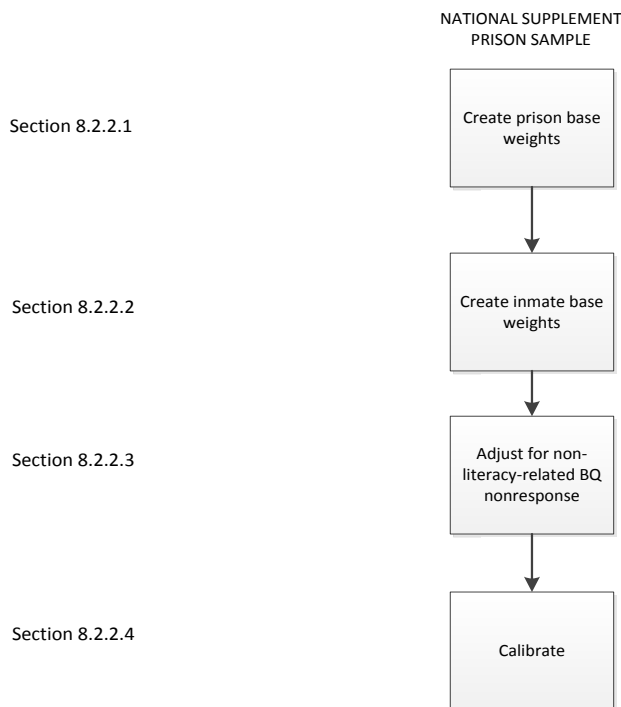 NATIONAL SUPPLEMENT
PRISON SAMPLE
Section 8.2.2.1
Create prison base
weights
Section 8.2.2.2
Create inmate base
weights
Section 8.2.2.3
Adjust for non-
literacy-related BQ
nonresponse
Section 8.2.2.4
Calibrate